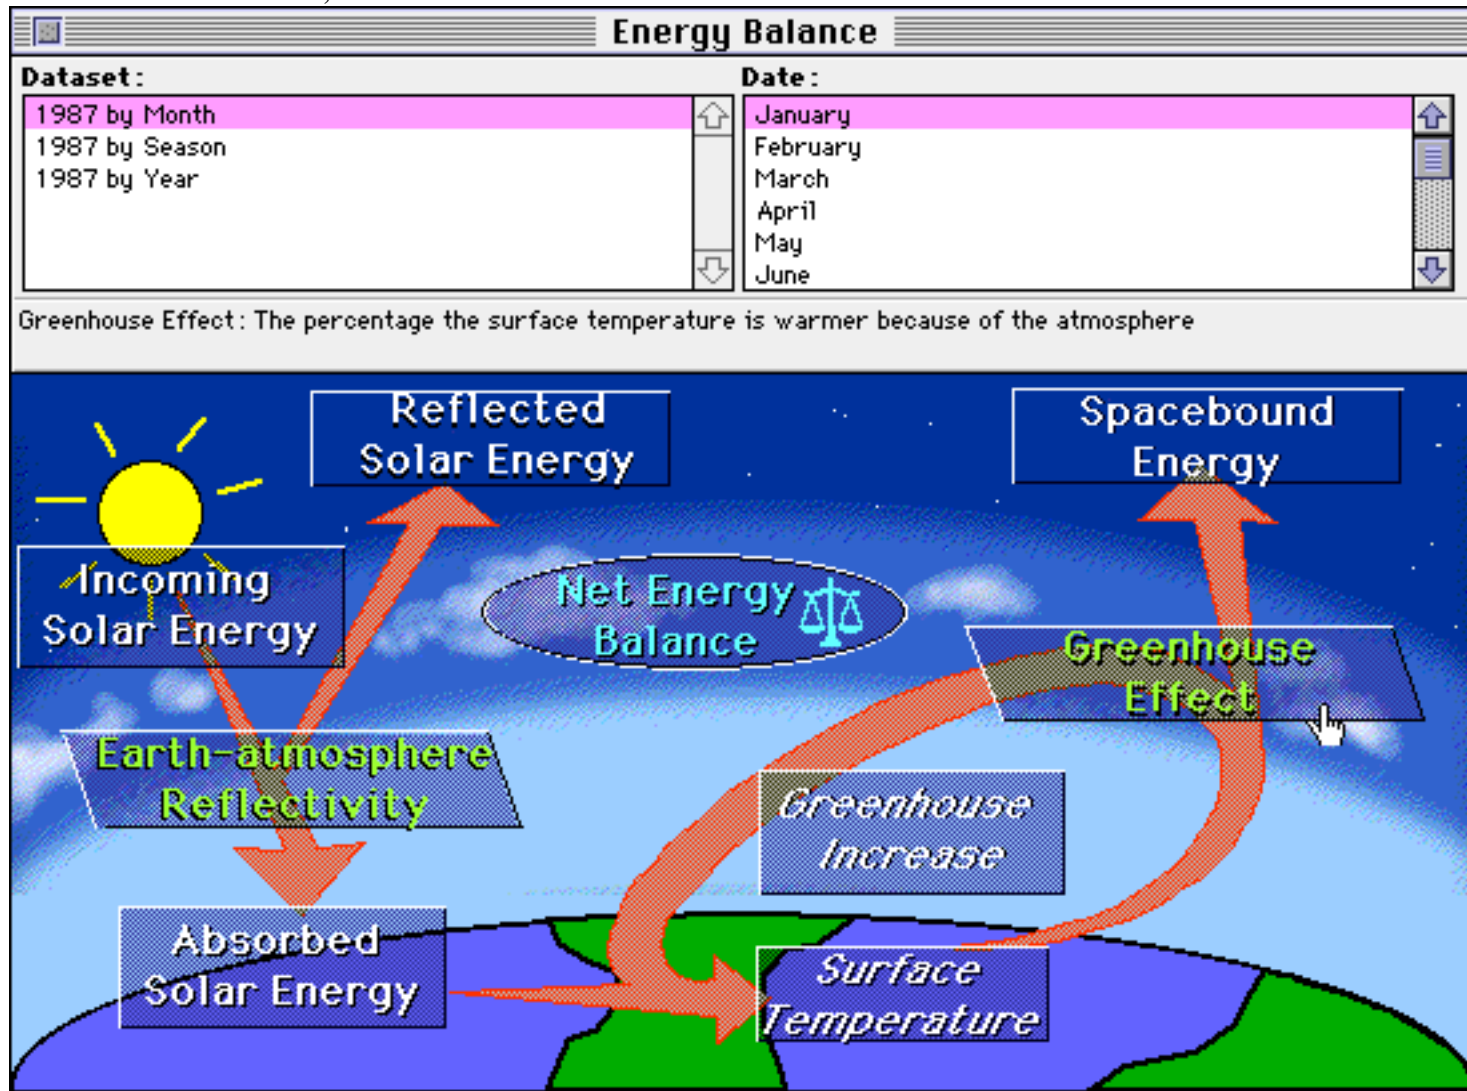 Energy Balance
Dataset:
1987 by Month
1987 by Season
1987 by Year
Date:
January
February
March
April
May
June
Greenhouse Effect: The percentage the surface temperature is warmer because of the atmosphere
Reflected
Solar Energy
Spacebound
Energy
Incoming
Solar Energy
Net Energy
Balance
Greenhouse
Effect
Earth-atmosphere
Reflectivity
Greenhouse
Increase
Absorbed
Solar Energy
Surface
Temperature